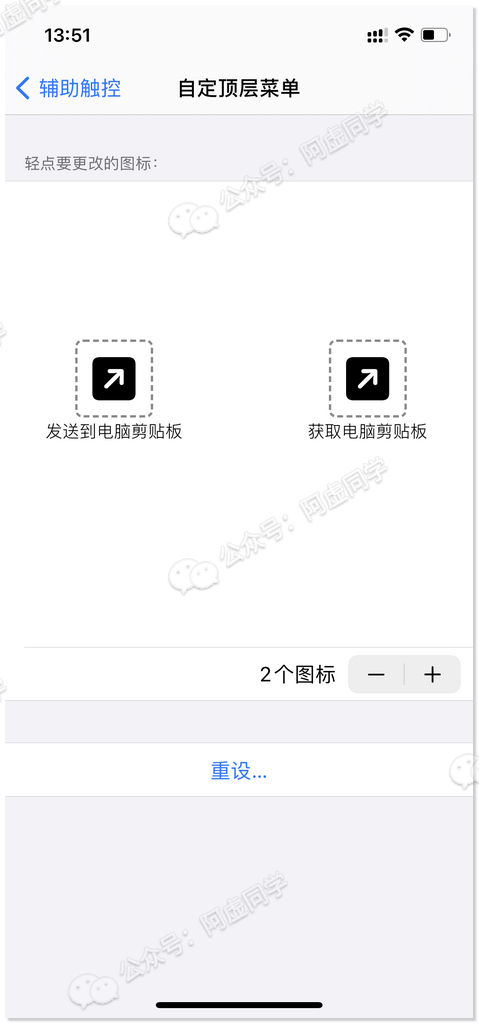 13:51
辅助触控
自定顶层菜单
轻点要更改的图标：
公众号：阿虚同学
发送到电脑剪贴板
获取电脑剪贴板
公众号：阿虚同学
2个图标
重设...
公众号：阿虚同学